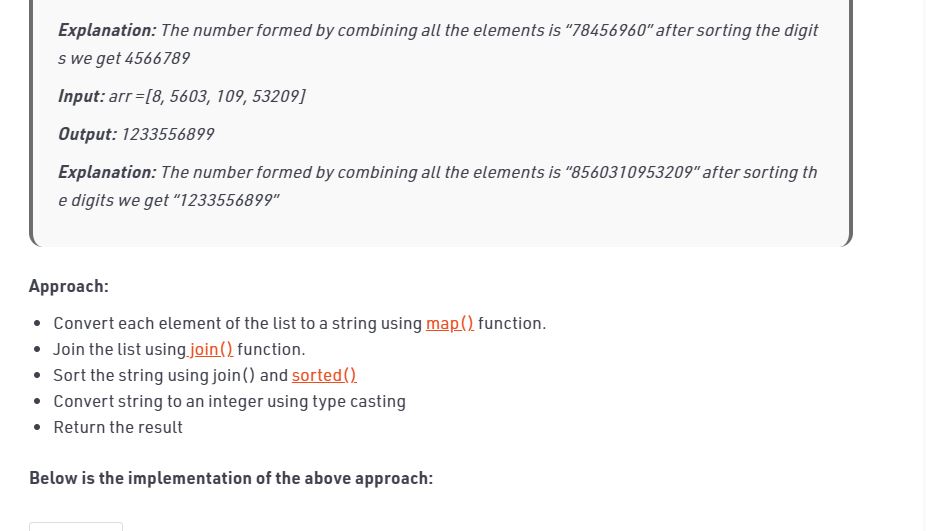 Explanation: The number formed by combining all the elements is “78456960” after sorting the digit
s we get 4566789
Input: arr =[8, 5603, 109, 53209]
Output: 1233556899
Explanation: The number formed by combining all the elements is “8560310953209” after sorting th
e digits we get “1233556899”
Approach:
• Convert each element of the list to a string using map() function.
• Join the list using join() function.
• Sort the string using join() and sorted()
• Convert string to an integer using type casting
• Return the result
Below is the implementation of the above approach: